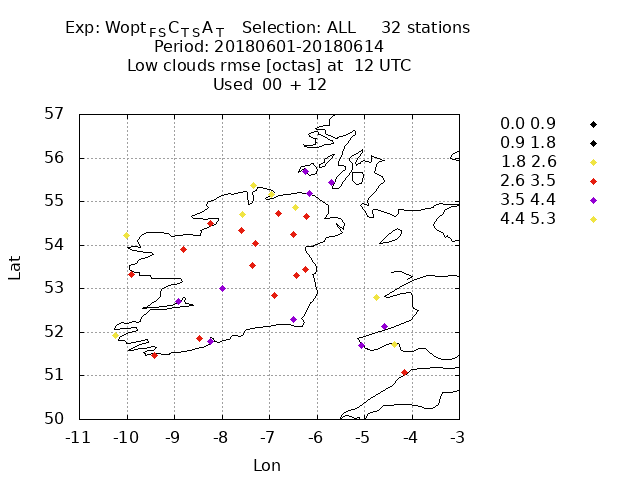 Exp: Wopt_FS C_TS A_T   Selection: ALL     32 stations
Period: 20180601-20180614
Low clouds rmse [octas] at  12 UTC
Used  00 + 12
0.0 0.9
0.9 1.8
1.8 2.6
2.6 3.5
3.5 4.4
4.4 5.3
57
56
55
54
53
52
51
50
Lat
-11 -10 -9 -8 -7 -6 -5 -4 -3
Lon